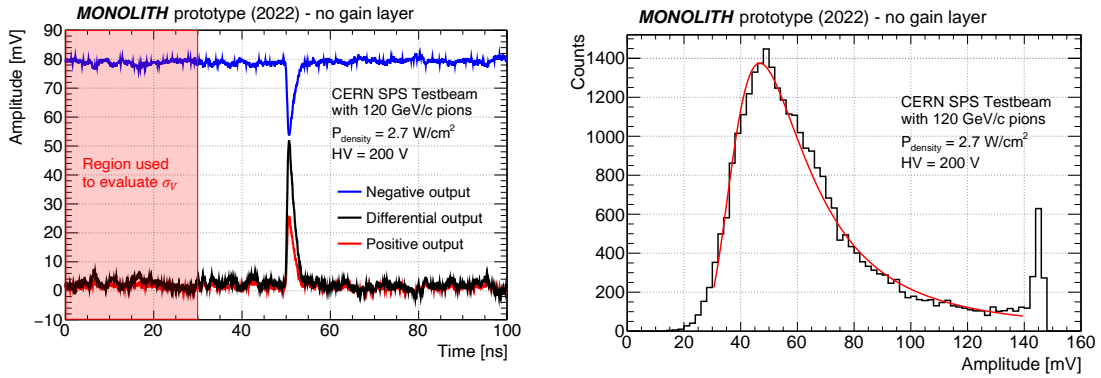 MONOLITH prototype (2022) - no gain layer
Amplitude [mV]
90
80
70
60
50
40
30
20
10
0
−10
CERN SPS Testbeam
with 120 GeV/c pions
P_density = 2.7 W/cm²
HV = 200 V
Region used
to evaluate σ_V
Negative output
Differential output
Positive output
0 20 40 60 80 100
Time [ns]
MONOLITH prototype (2022) - no gain layer
Counts
1400
1200
1000
800
600
400
200
0
CERN SPS Testbeam
with 120 GeV/c pions
P_density = 2.7 W/cm²
HV = 200 V
0 20 40 60 80 100 120 140 160
Amplitude [mV]